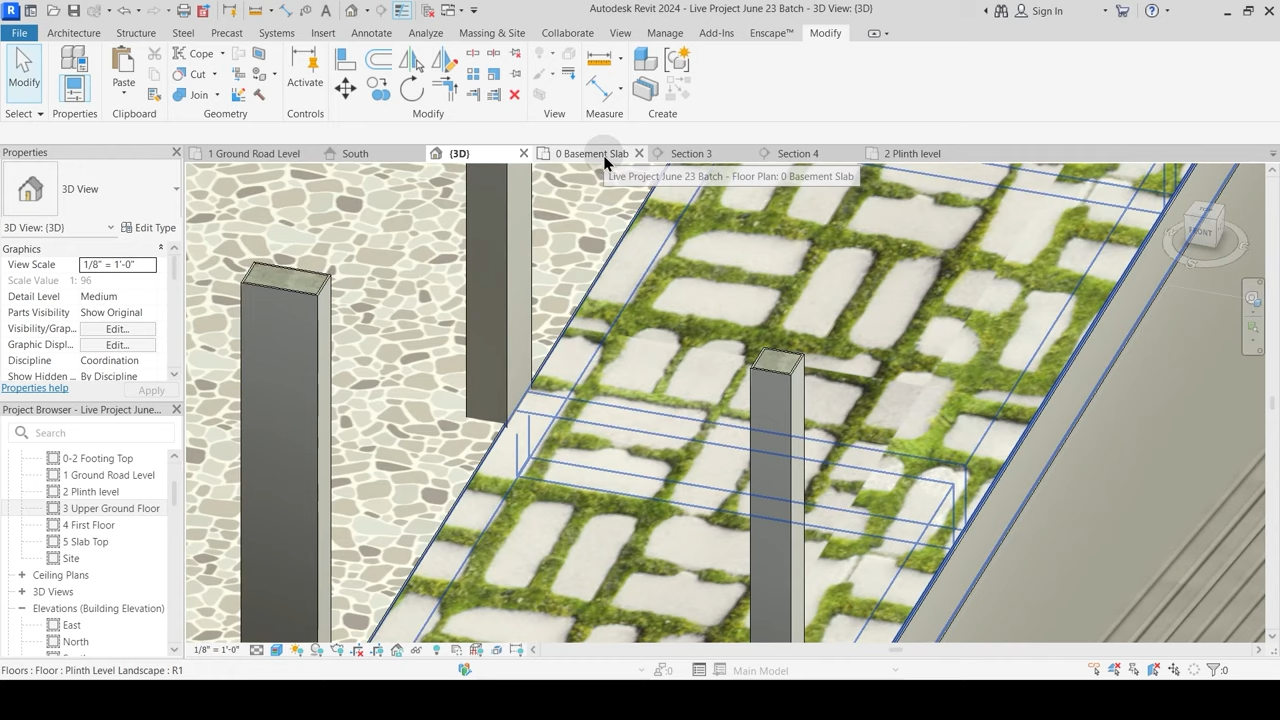 Autodesk Revit 2024 - Live Project June 23 Batch - 3D View: {3D}
Sign In
File
Architecture
Structure
Steel
Precast
Systems
Insert
Annotate
Analyze
Massing & Site
Collaborate
View
Manage
Add-Ins
Enscape™
Modify
Modify
Paste
Cope
Cut
Join
Activate
Select
Properties
Clipboard
Geometry
Controls
Modify
View
Measure
Create
Properties
1 Ground Road Level
South
{3D}
0 Basement Slab
Section 3
Section 4
2 Plinth level
Live Project June 23 Batch - Floor Plan: 0 Basement Slab
3D View
3D View: {3D}
Edit Type
Graphics
View Scale
1/8" = 1'-0"
Scale Value 1:
96
Detail Level
Medium
Parts Visibility
Show Original
Visibility/Grap...
Edit...
Graphic Displ...
Edit...
Discipline
Coordination
Show Hidden ...
By Discipline
Properties help
Apply
Project Browser - Live Project June...
Search
0-2 Footing Top
1 Ground Road Level
2 Plinth level
3 Upper Ground Floor
4 First Floor
5 Slab Top
Site
Ceiling Plans
3D Views
Elevations (Building Elevation)
East
North
FRONT
1/8" = 1'-0"
Floors : Floor : Plinth Level Landscape : R1
:0
Main Model
:0